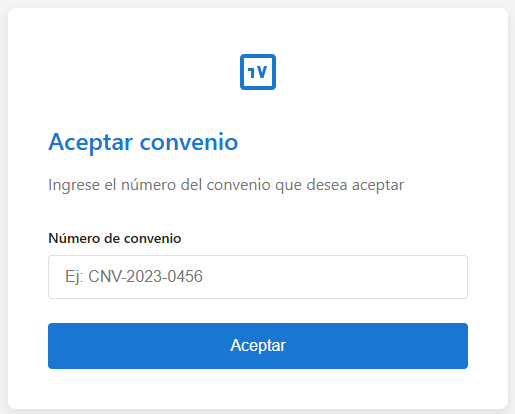 Aceptar convenio
Ingrese el número del convenio que desea aceptar
Número de convenio
Ej: CNV-2023-0456
Aceptar